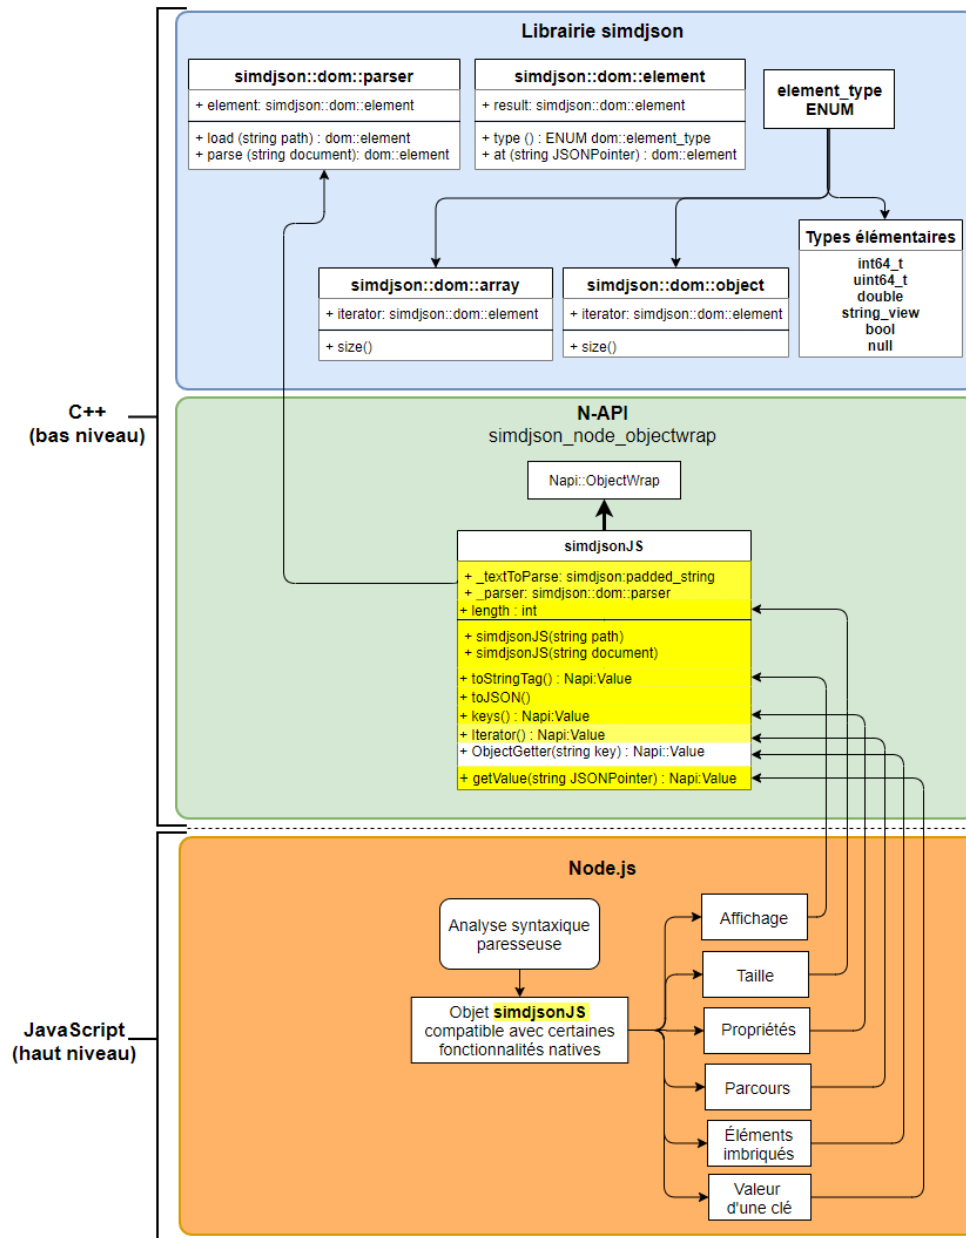 Librairie simdjson
simdjson::dom::parser
+ element: simdjson::dom::element
+ load (string path) : dom::element
+ parse (string document): dom::element
simdjson::dom::element
+ result: simdjson::dom::element
+ type () : ENUM dom::element_type
+ at (string JSONPointer) : dom::element
element_type
ENUM
simdjson::dom::array
+ iterator: simdjson::dom::element
+ size()
simdjson::dom::object
+ iterator: simdjson::dom::element
+ size()
Types élémentaires
int64_t
uint64_t
double
string_view
bool
null
C++
(bas niveau)
N-API
simdjson_node_objectwrap
Napi::ObjectWrap
simdjsonJS
+ _textToParse: simdjson:padded_string
+ _parser: simdjson::dom::parser
+ length : int
+ simdjsonJS(string path)
+ simdjsonJS(string document)
+ toStringTag() : Napi:Value
+ toJSON()
+ keys() : Napi:Value
+ Iterator() : Napi:Value
+ ObjectGetter(string key) : Napi::Value
+ getValue(string JSONPointer) : Napi:Value
Node.js
JavaScript
(haut niveau)
Analyse syntaxique
paresseuse
Objet simdjsonJS
compatible avec certaines
fonctionnalités natives
Affichage
Taille
Propriétés
Parcours
Éléments
imbriqués
Valeur
d'une clé